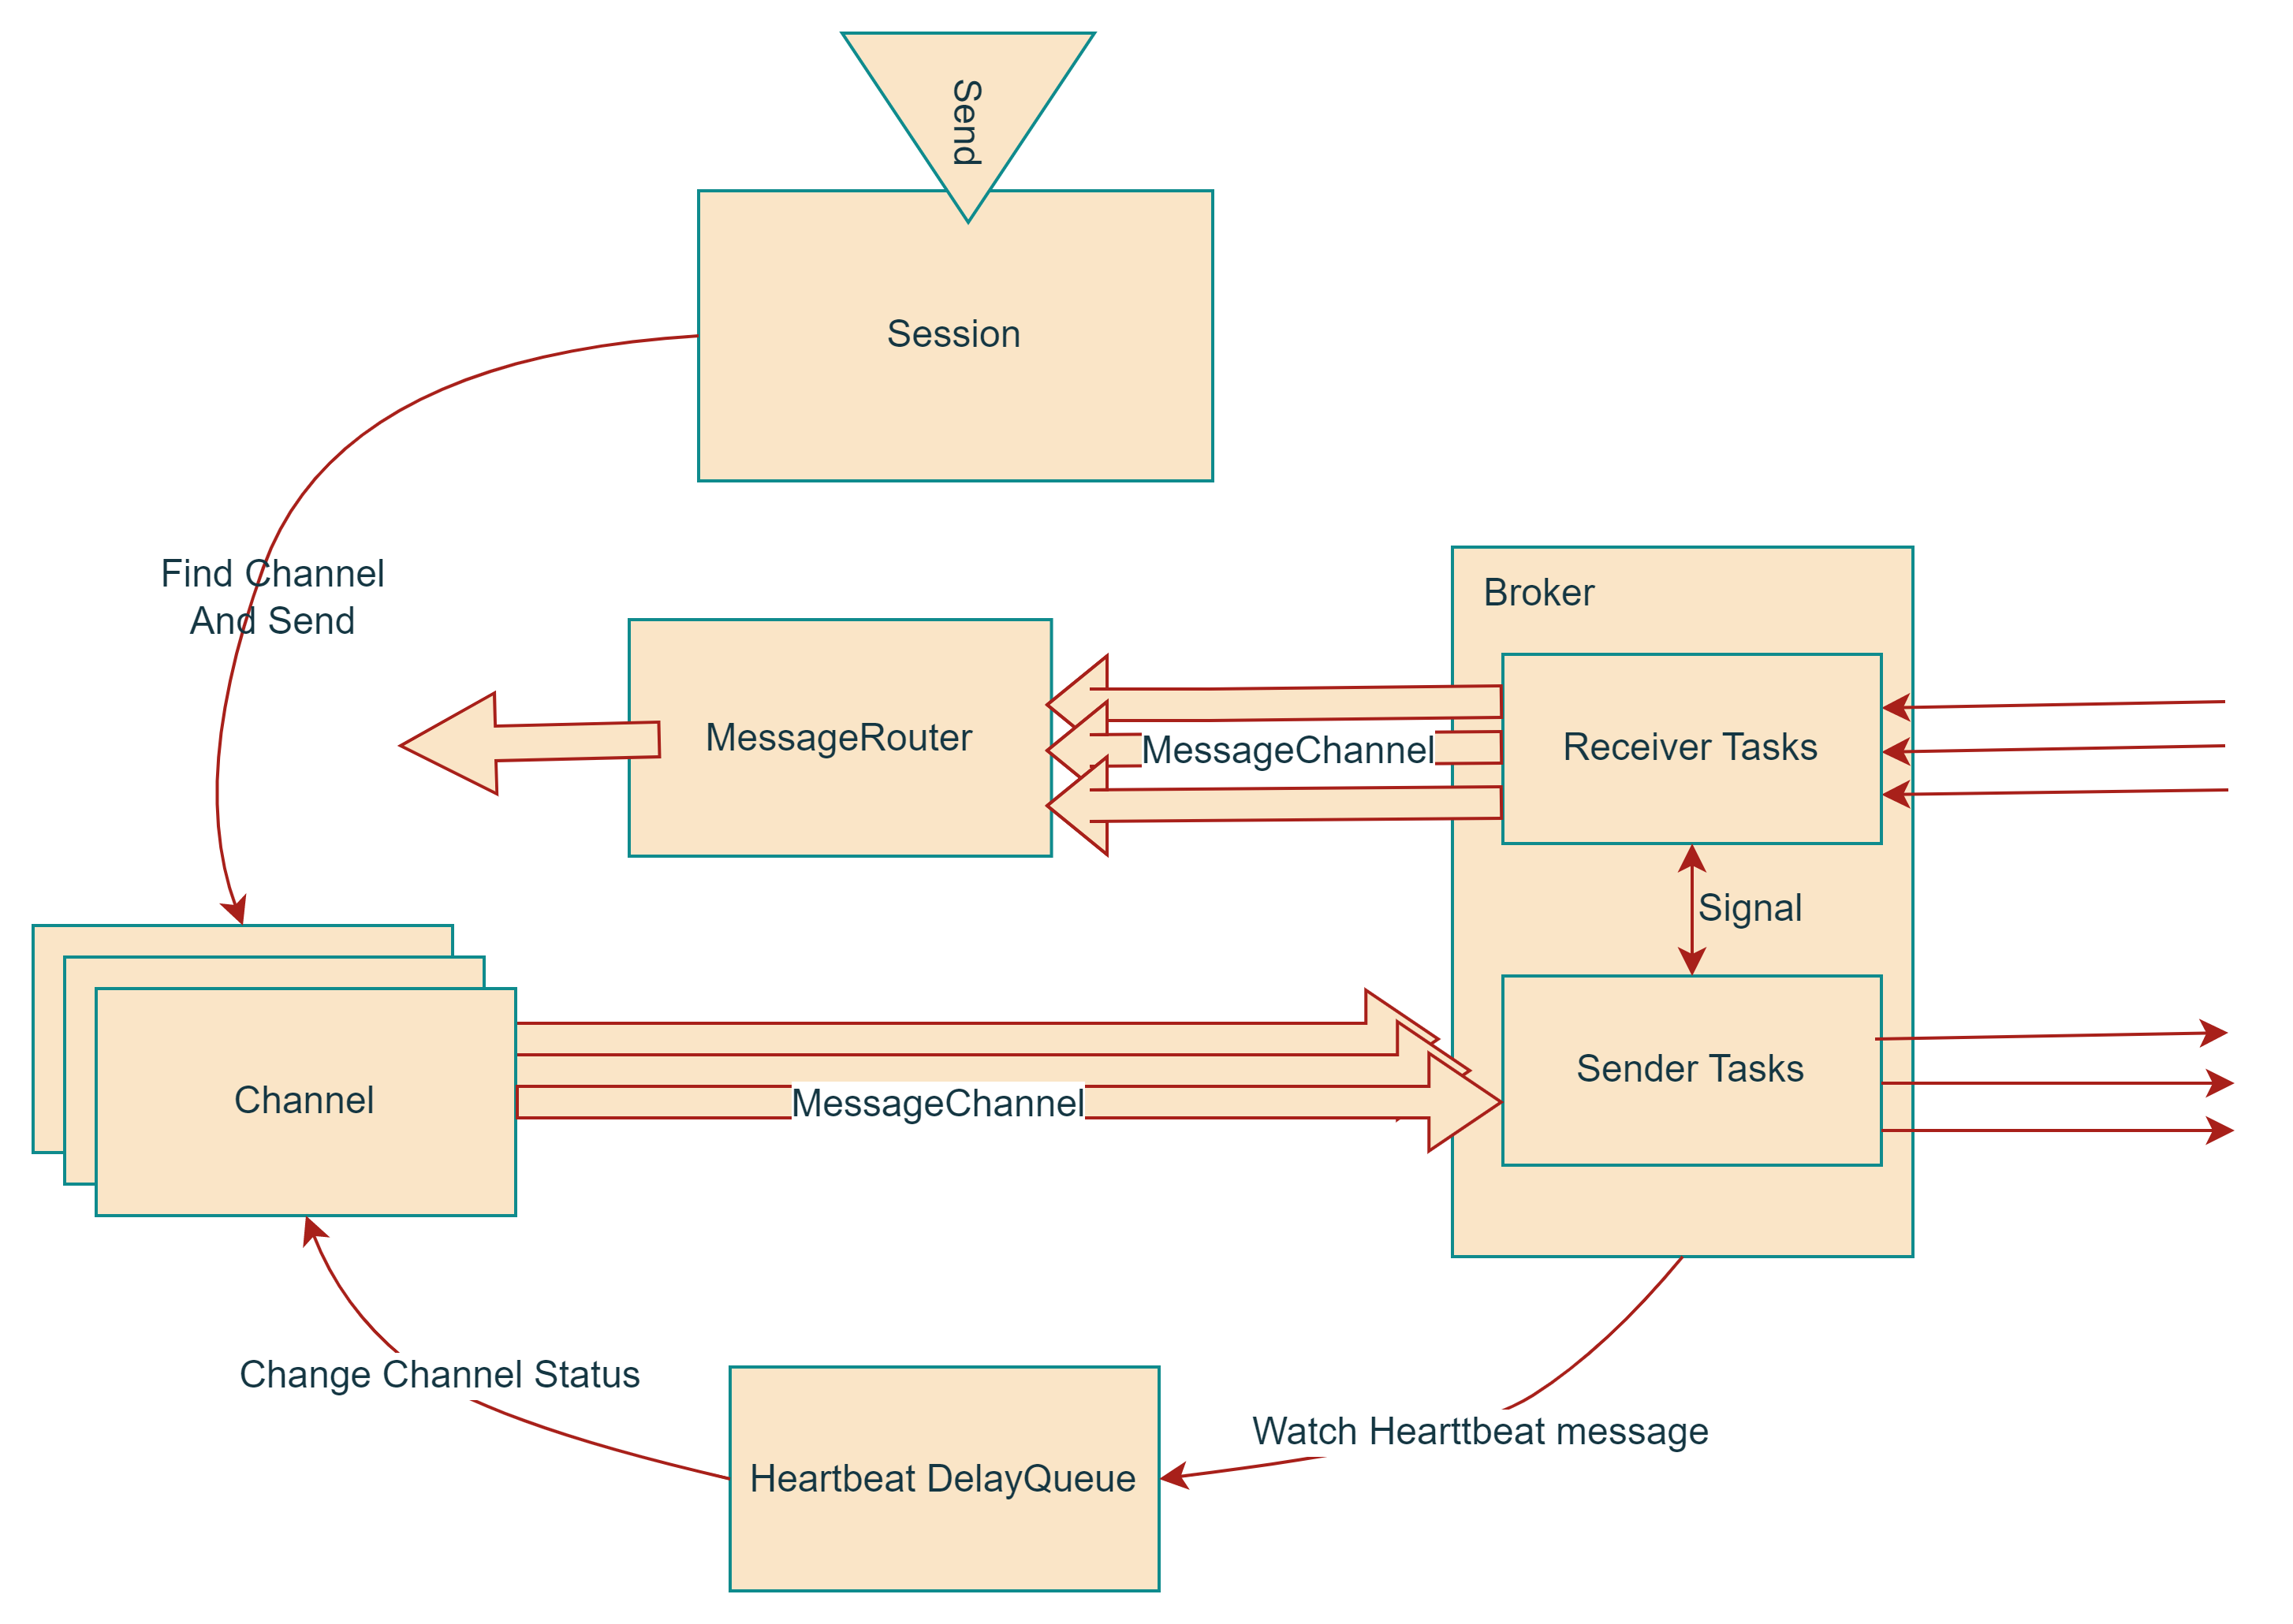 Send
Session
Find Channel
And Send
Broker
MessageRouter
MessageChannel
Receiver Tasks
Signal
Sender Tasks
Channel
MessageChannel
Change Channel Status
Watch Hearttbeat message
Heartbeat DelayQueue